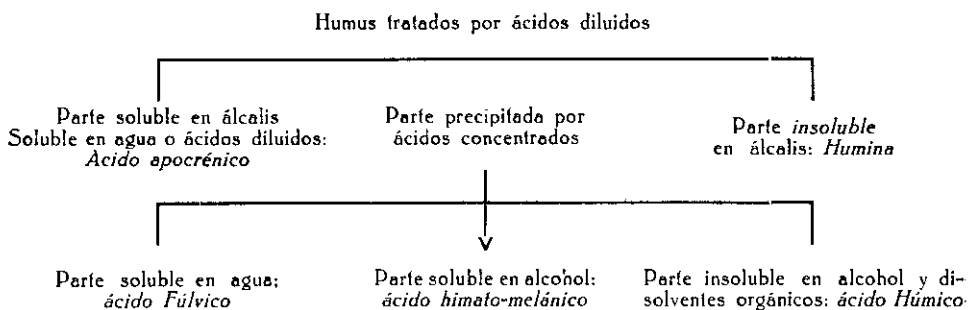 Humus tratados por ácidos diluidos
Parte soluble en álcalis
Soluble en agua o ácidos diluidos:
Acido apocrénico
Parte precipitada por
ácidos concentrados
Parte insoluble
en álcalis: Humina
Parte soluble en agua;
ácido Fúlvico
Parte soluble en alcohol:
ácido himato-melánico
Parte insoluble en alcohol y di-
solventes orgánicos: ácido Húmico.